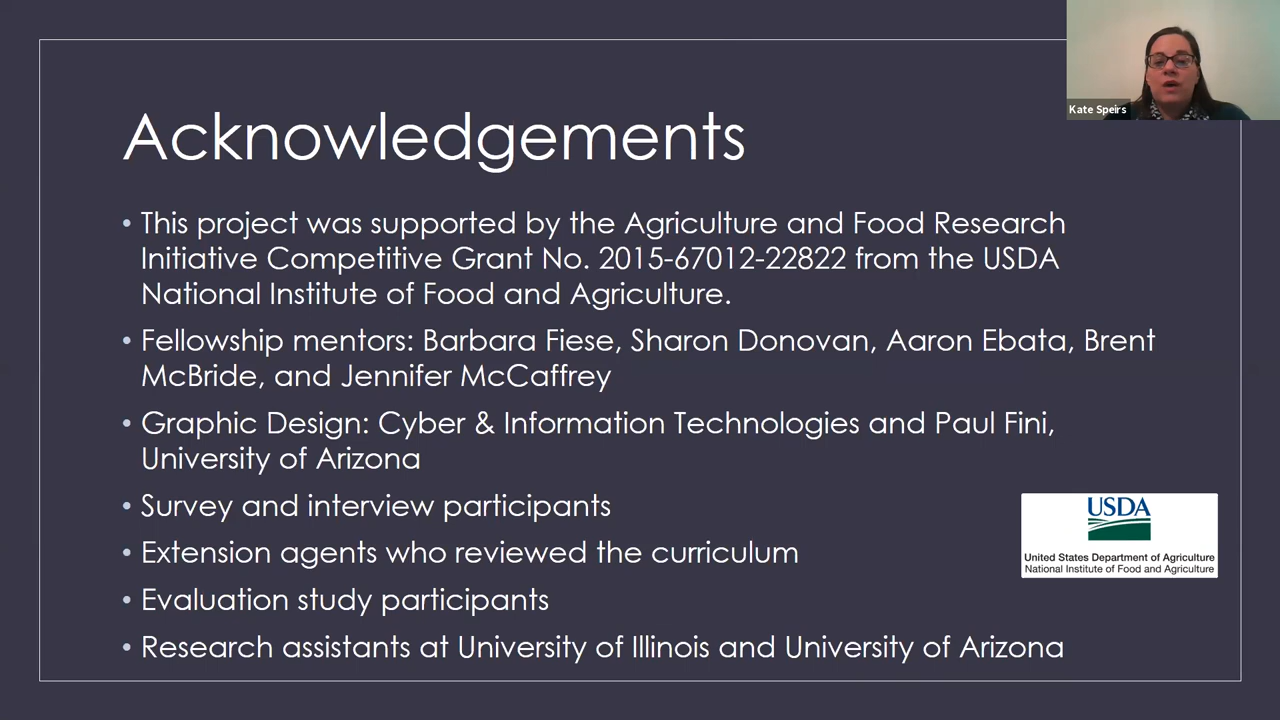 Kate Speirs
Acknowledgements
• This project was supported by the Agriculture and Food Research
Initiative Competitive Grant No. 2015-67012-22822 from the USDA
National Institute of Food and Agriculture.
• Fellowship mentors: Barbara Fiese, Sharon Donovan, Aaron Ebata, Brent
McBride, and Jennifer McCaffrey
• Graphic Design: Cyber & Information Technologies and Paul Fini,
University of Arizona
• Survey and interview participants
• Extension agents who reviewed the curriculum
• Evaluation study participants
• Research assistants at University of Illinois and University of Arizona
USDA
United States Department of Agriculture
National Institute of Food and Agriculture